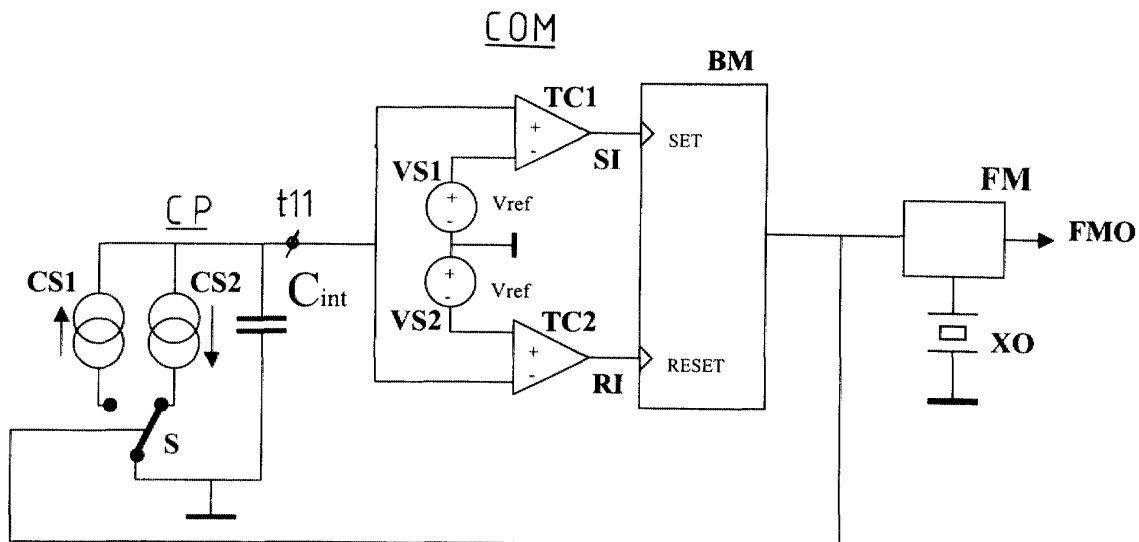 COM
BM
TC1
+
-
SI
SET
VS1
+
-
Vref
FM
FMO
CP
t11
CS1
CS2
Cint
+
-
Vref
VS2
TC2
+
-
RI
RESET
XO
S